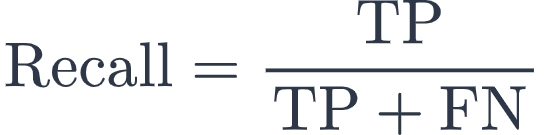 Recall = TP / TP + FN